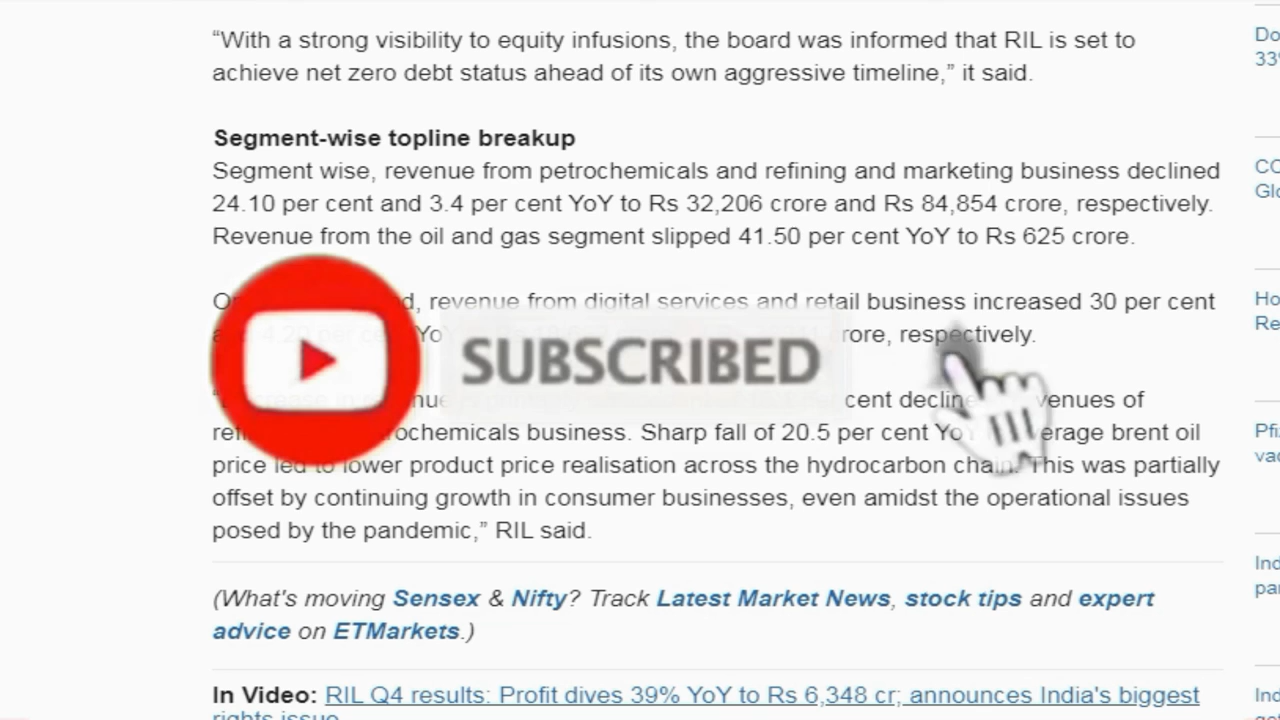 “With a strong visibility to equity infusions, the board was informed that RIL is set to
achieve net zero debt status ahead of its own aggressive timeline,” it said.
Segment-wise topline breakup
Segment wise, revenue from petrochemicals and refining and marketing business declined
24.10 per cent and 3.4 per cent YoY to Rs 32,206 crore and Rs 84,854 crore, respectively.
Revenue from the oil and gas segment slipped 41.50 per cent YoY to Rs 625 crore.
revenue from digital services and retail business increased 30 per cent
respectively.
SUBSCRIBED
cent
of
business. Sharp fall of 20.5 per cent brent oil
price led to lower product price realisation across the hydrocarbon chain. This was partially
offset by continuing growth in consumer businesses, even amidst the operational issues
posed by the pandemic,” RIL said.
(What's moving Sensex & Nifty? Track Latest Market News, stock tips and expert
advice on ETMarkets.)
In Video: RIL Q4 results: Profit dives 39% YoY to Rs 6,348 cr; announces India's biggest
rights issue